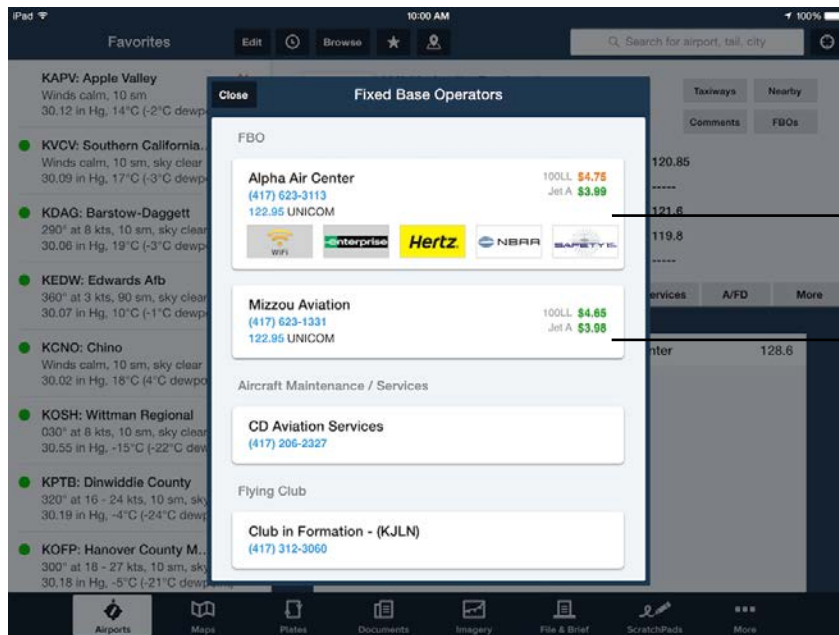 iPad 10:00 AM 100%
Favorites Edit Browse Search for airport, tail, city
KAPV: Apple Valley
Winds calm, 10 sm
30.12 in Hg, 14°C (-2°C dewp
KVCV: Southern California..
Winds calm, 10 sm, sky clear
30.09 in Hg, 17°C (-3°C dewp
KDAG: Barstow-Daggett
290° at 8 kts, 10 sm, sky clear
30.06 in Hg, 19°C (-3°C dewp
KEDW: Edwards Afb
360° at 3 kts, 90 sm, sky clear
30.07 in Hg, 10°C (-1°C dewp
KCNO: Chino
Winds calm, 10 sm, sky clear
30.02 in Hg, 18°C (4°C dewpo
KOSH: Wittman Regional
030° at 8 kts, 10 sm, sky clear
30.55 in Hg, -15°C (-22°C dew
KPTB: Dinwiddie County
320° at 16 - 24 kts, 10 sm, sky
30.19 in Hg, -4°C (-24°C dewp
KOFP: Hanover County M..
300° at 18 - 27 kts, 10 sm, sky
30.18 in Hg, -5°C (-21°C dewpoint)
Close Fixed Base Operators
FBO
Alpha Air Center
(417) 623-3113
122.95 UNICOM
100LL $4.75
Jet A $3.99
WiFi enterprise Hertz NBAA
Mizzou Aviation
(417) 623-1331
122.95 UNICOM
100LL $4.65
Jet A $3.98
Aircraft Maintenance / Services
CD Aviation Services
(417) 206-2327
Flying Club
Club in Formation - (KJLN)
(417) 312-3060
Taxiways Nearby
Comments FBOs
120.85
-----
121.6
119.8
-----
ervices A/FD More
nter 128.6
Airports Maps Plates Documents Imagery File & Brief ScratchPads More